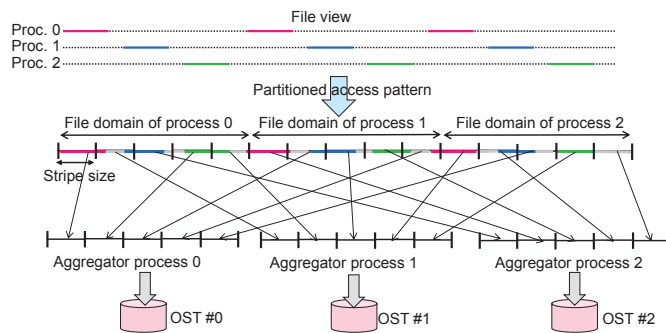 File view
Proc. 0
Proc. 1
Proc. 2
Partitioned access pattern
File domain of process 0 File domain of process 1 File domain of process 2
Stripe size
Aggregator process 0 Aggregator process 1 Aggregator process 2
OST #0 OST #1 OST #2